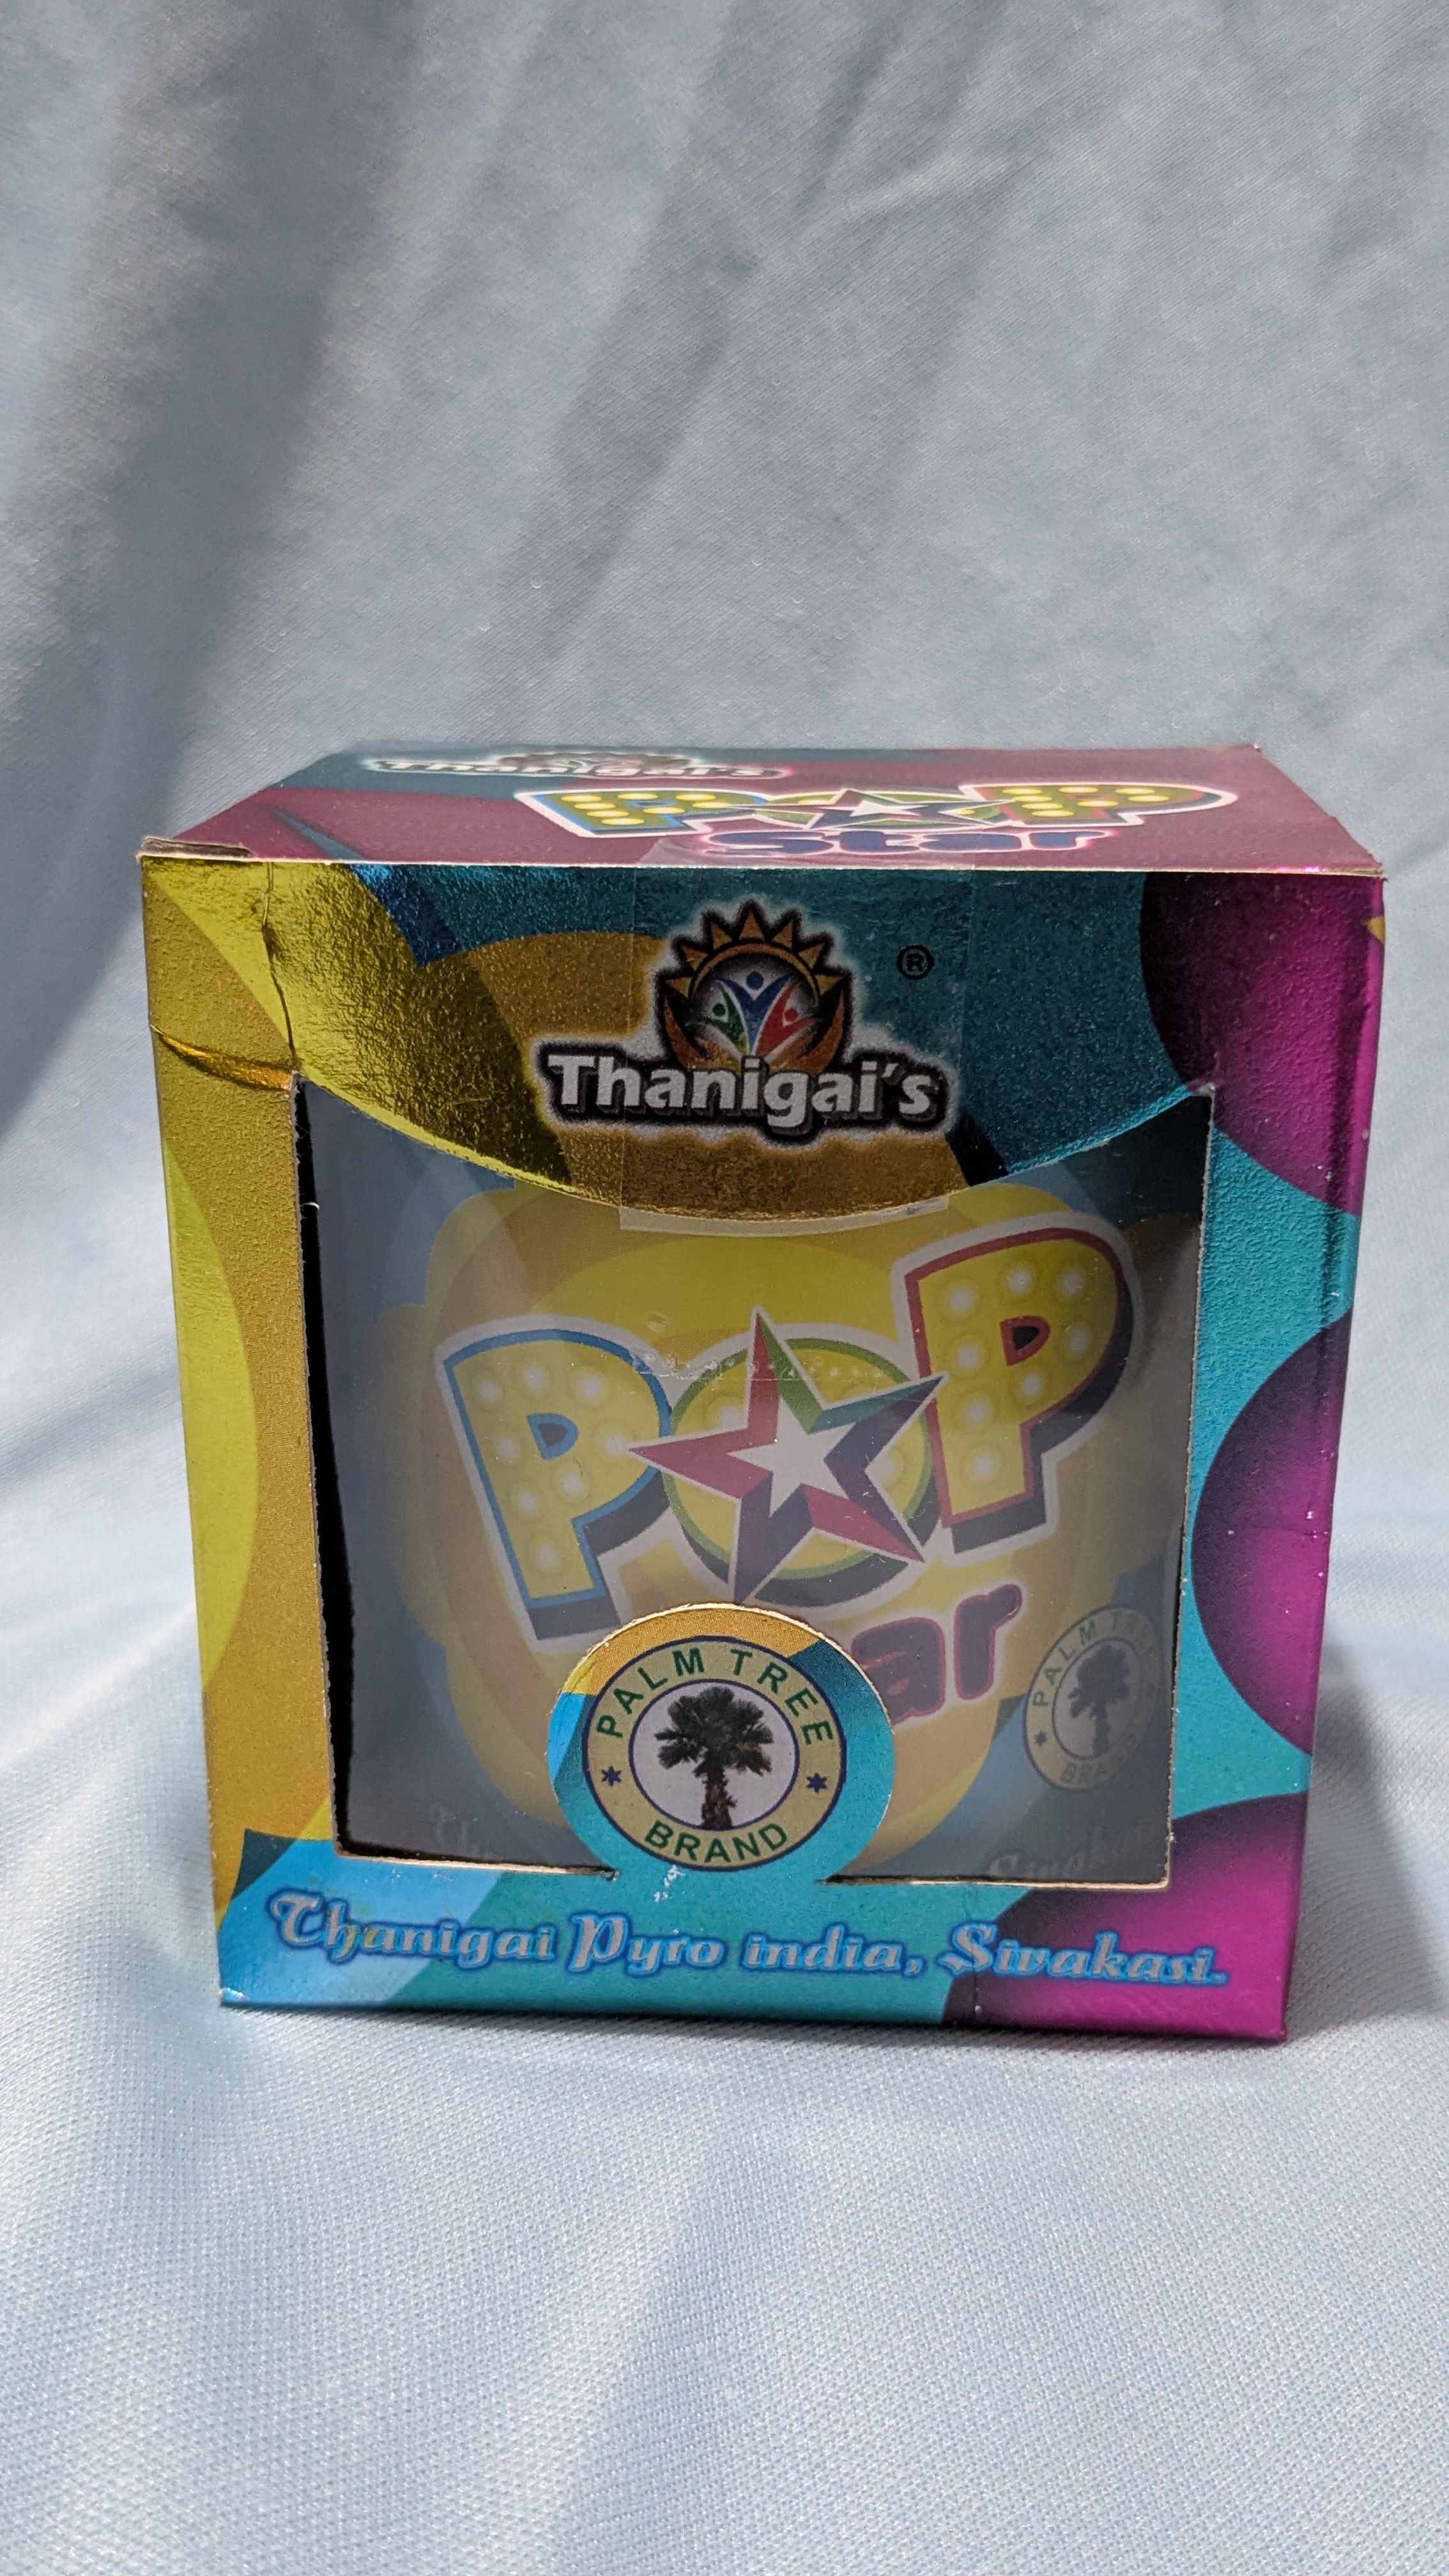 Thanigai's
POP
Star
®
Thanigai's
POP
ar
PALM TREE
BRAND
PALM TREE
BRAND
Thanigai Pyro india, Sivakasi.